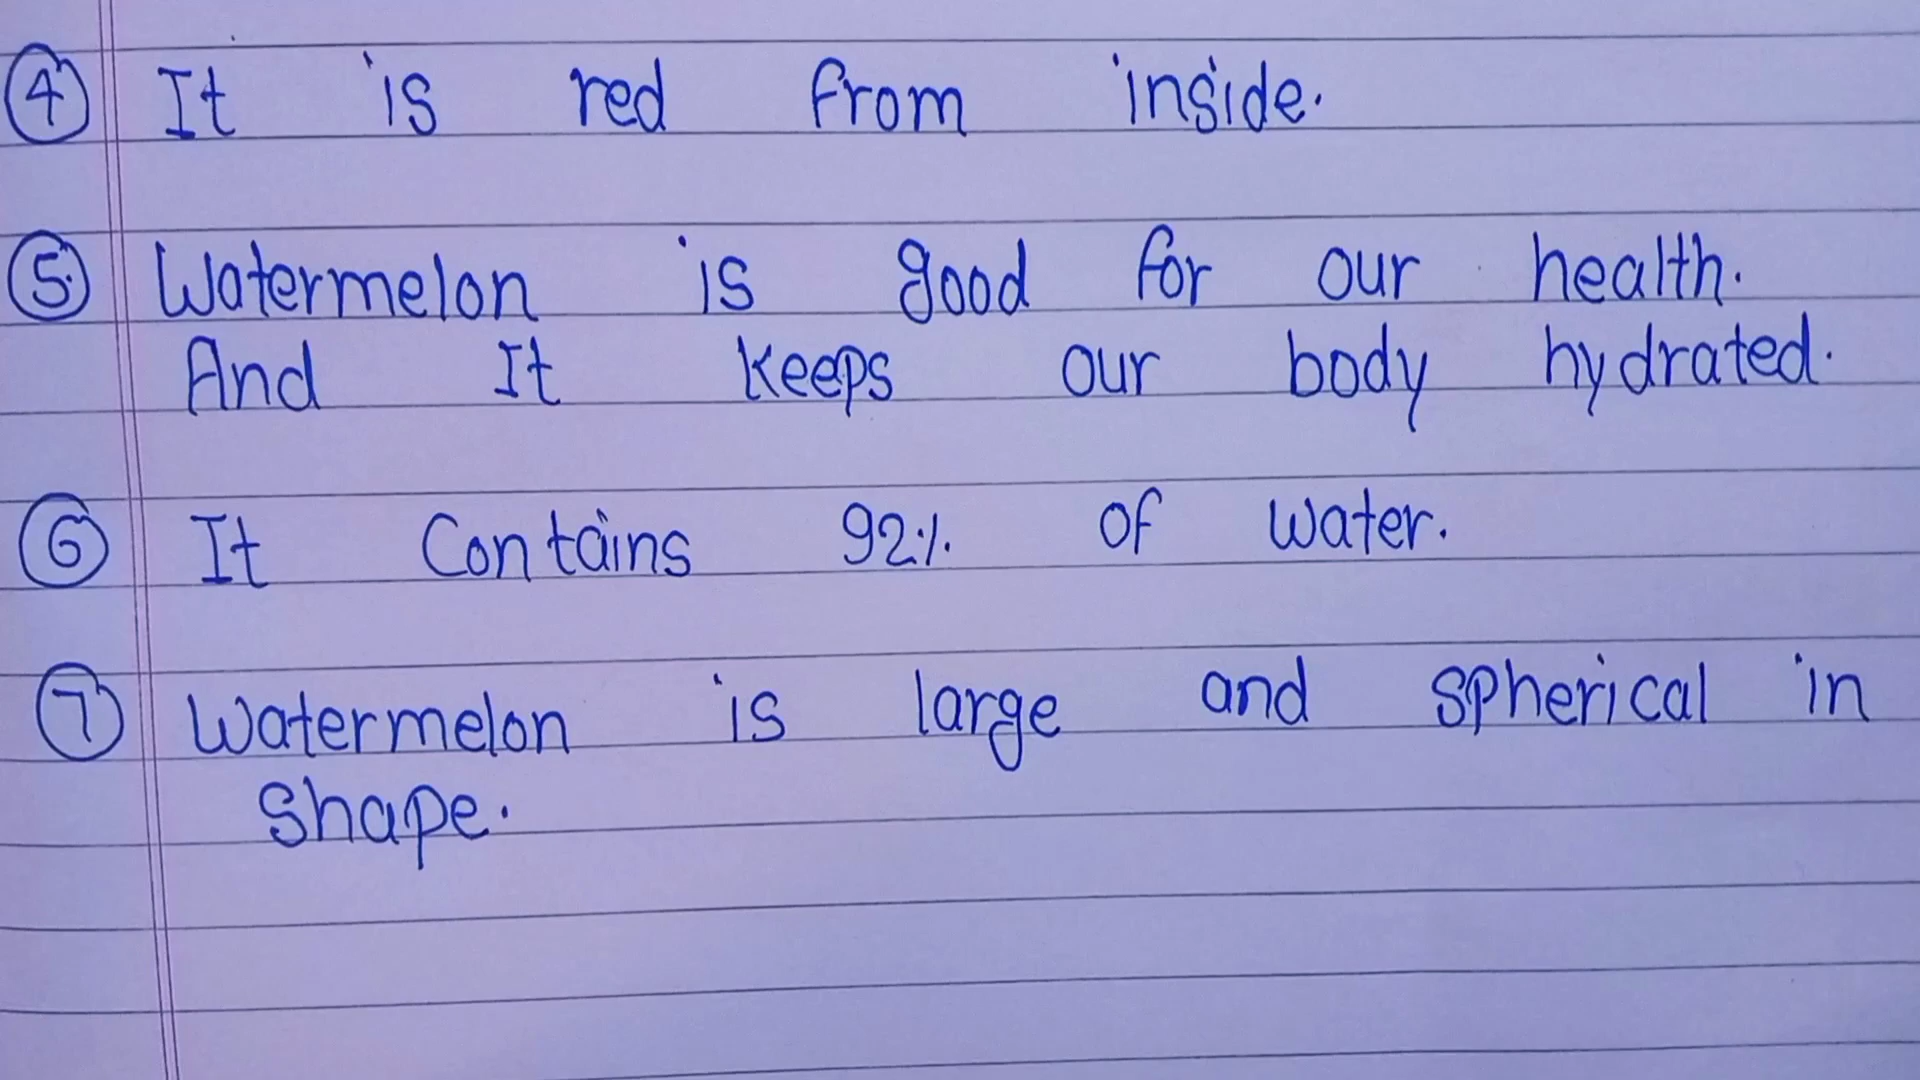 4 It is red from inside.
5 Watermelon is good for our health.
And It keeps our body hydrated.
6 It Contains 92% of water.
7 Watermelon is large and spherical in
shape.